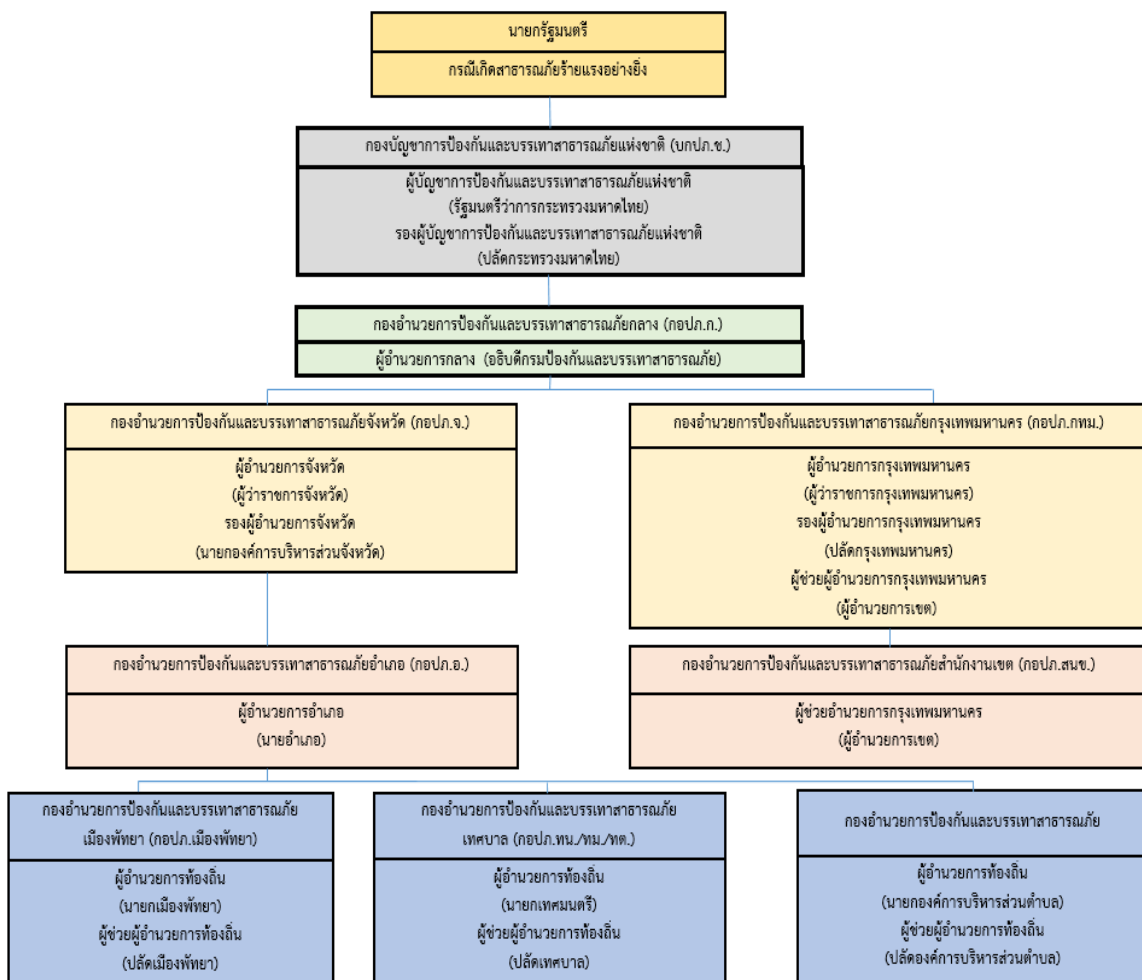 นายกรัฐมนตรี
กรณีเกิดสาธารณภัยร้ายแรงอย่างยิ่ง
กองบัญชาการป้องกันและบรรเทาสาธารณภัยแห่งชาติ (บกปภ.ช.)
ผู้บัญชาการป้องกันและบรรเทาสาธารณภัยแห่งชาติ
(รัฐมนตรีว่าการกระทรวงมหาดไทย)
รองผู้บัญชาการป้องกันและบรรเทาสาธารณภัยแห่งชาติ
(ปลัดกระทรวงมหาดไทย)
กองอำนวยการป้องกันและบรรเทาสาธารณภัยกลาง (กอปภ.ก.)
ผู้อำนวยการกลาง (อธิบดีกรมป้องกันและบรรเทาสาธารณภัย)
กองอำนวยการป้องกันและบรรเทาสาธารณภัยจังหวัด (กอปภ.จ.)
ผู้อำนวยการจังหวัด
(ผู้ว่าราชการจังหวัด)
รองผู้อำนวยการจังหวัด
(นายกองค์การบริหารส่วนจังหวัด)
กองอำนวยการป้องกันและบรรเทาสาธารณภัยกรุงเทพมหานคร (กอปภ.กทม.)
ผู้อำนวยการกรุงเทพมหานคร
(ผู้ว่าราชการกรุงเทพมหานคร)
รองผู้อำนวยการกรุงเทพมหานคร
(ปลัดกรุงเทพมหานคร)
ผู้ช่วยผู้อำนวยการกรุงเทพมหานคร
(ผู้อำนวยการเขต)
กองอำนวยการป้องกันและบรรเทาสาธารณภัยอำเภอ (กอปภ.อ.)
ผู้อำนวยการอำเภอ
(นายอำเภอ)
กองอำนวยการป้องกันและบรรเทาสาธารณภัยสำนักงานเขต (กอปภ.สนข.)
ผู้ช่วยอำนวยการกรุงเทพมหานคร
(ผู้อำนวยการเขต)
กองอำนวยการป้องกันและบรรเทาสาธารณภัย
เมืองพัทยา (กอปภ.เมืองพัทยา)
ผู้อำนวยการท้องถิ่น
(นายกเมืองพัทยา)
ผู้ช่วยผู้อำนวยการท้องถิ่น
(ปลัดเมืองพัทยา)
กองอำนวยการป้องกันและบรรเทาสาธารณภัย
เทศบาล (กอปภ.ทน./ทม./ทต.)
ผู้อำนวยการท้องถิ่น
(นายกเทศมนตรี)
ผู้ช่วยผู้อำนวยการท้องถิ่น
(ปลัดเทศบาล)
กองอำนวยการป้องกันและบรรเทาสาธารณภัย
ผู้อำนวยการท้องถิ่น
(นายกองค์การบริหารส่วนตำบล)
ผู้ช่วยผู้อำนวยการท้องถิ่น
(ปลัดองค์การบริหารส่วนตำบล)